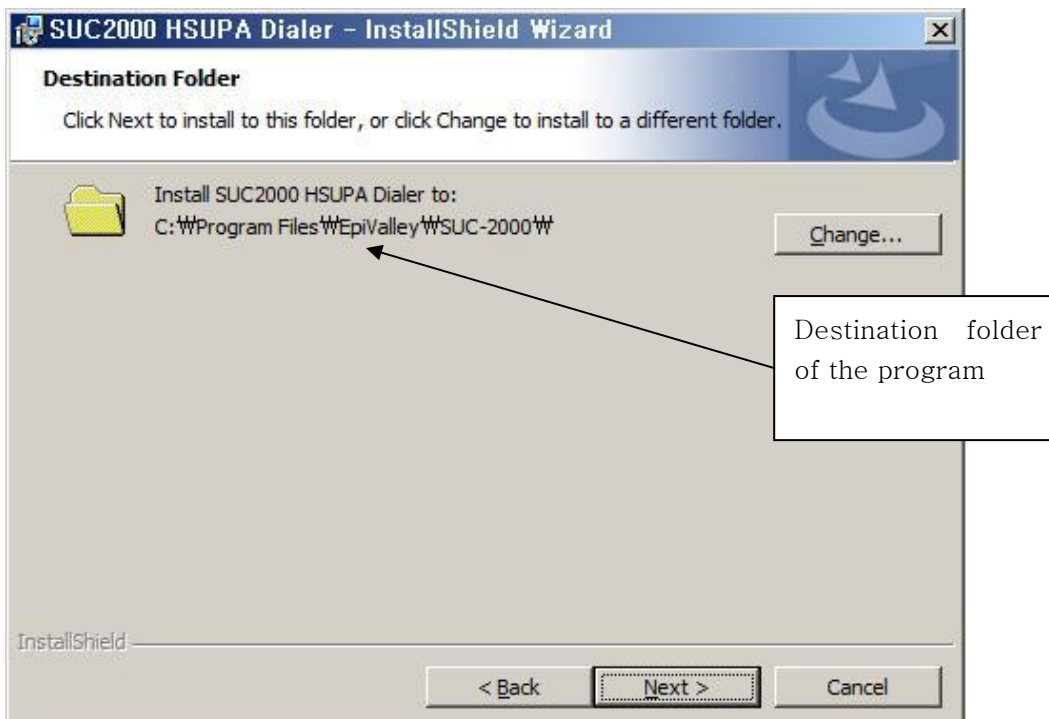 SUC2000 HSUPA Dialer - InstallShield Wizard
Destination Folder
Click Next to install to this folder, or click Change to install to a different folder.
Install SUC2000 HSUPA Dialer to:
C:₩Program Files₩EpiValley₩SUC-2000₩
Change...
Destination folder
of the program
InstallShield
< Back
Next >
Cancel